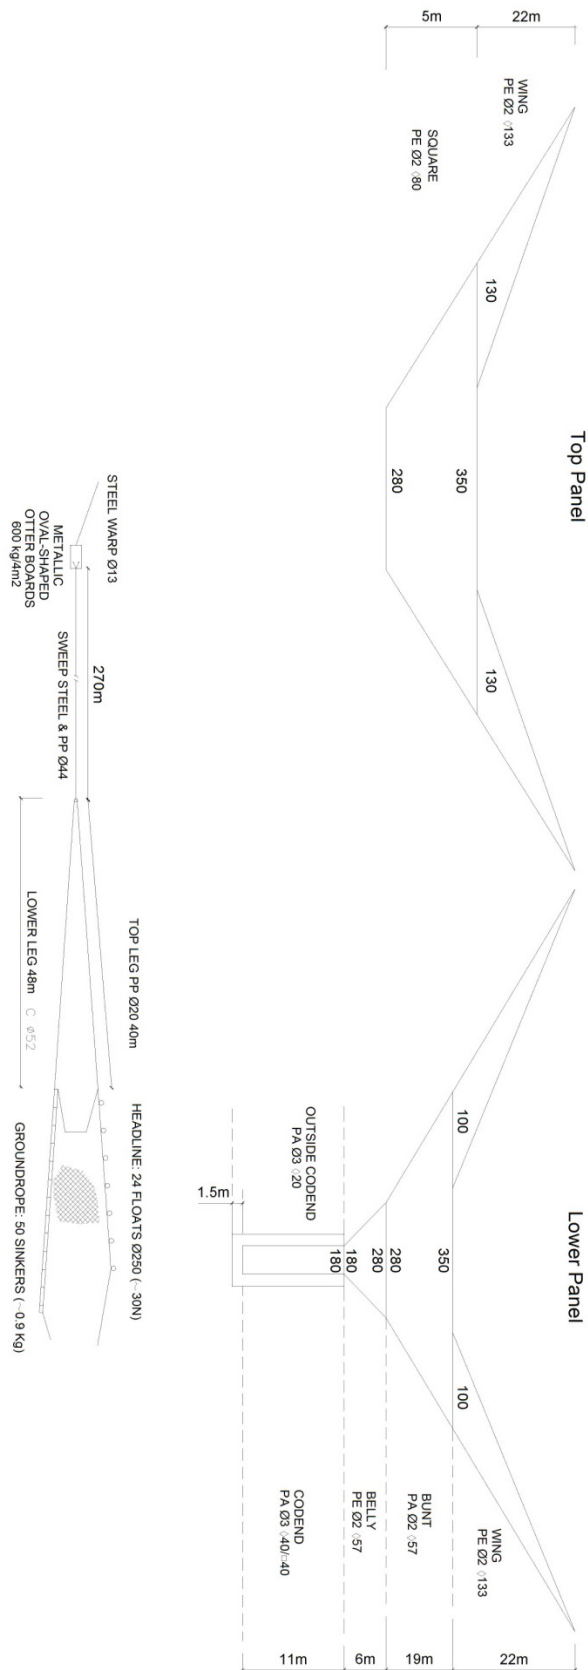 Top Panel
22m
5m
WING
PE Ø2 ◊133
SQUARE
PE Ø2 ◊80
130
350
130
280
Lower Panel
100
350
100
280
280
180
180
WING
PE Ø2 ◊133
BUNT
PA Ø2 ◊57
BELLY
PE Ø2 ◊57
CODEND
PA Ø3 ◊40/□40
OUTSIDE CODEND
PA Ø3 ◊20
1.5m
22m
19m
6m
11m
STEEL WARP Ø13
METALLIC
OVAL-SHAPED
OTTER BOARDS
600 kg/4m2
270m
SWEEP STEEL & PP Ø44
TOP LEG PP Ø20 40m
LOWER LEG 48m C ø52
HEADLINE: 24 FLOATS Ø250 (~30N)
GROUNDROPE: 50 SINKERS (~0.9 Kg)